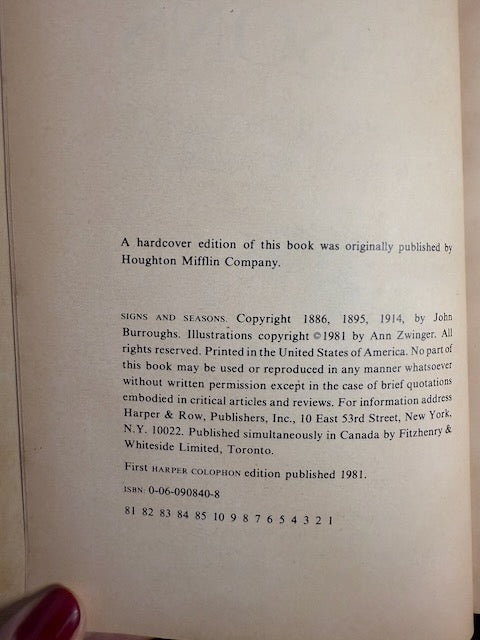 A hardcover edition of this book was originally published by
Houghton Mifflin Company.
SIGNS AND SEASONS. Copyright 1886, 1895, 1914, by John
Burroughs. Illustrations copyright ©1981 by Ann Zwinger. All
rights reserved. Printed in the United States of America. No part of
this book may be used or reproduced in any manner whatsoever
without written permission except in the case of brief quotations
embodied in critical articles and reviews. For information address
Harper & Row, Publishers, Inc., 10 East 53rd Street, New York,
N.Y. 10022. Published simultaneously in Canada by Fitzhenry &
Whiteside Limited, Toronto.
First HARPER COLOPHON edition published 1981.
ISBN: 0-06-090840-8
81 82 83 84 85 10 9 8 7 6 5 4 3 2 1